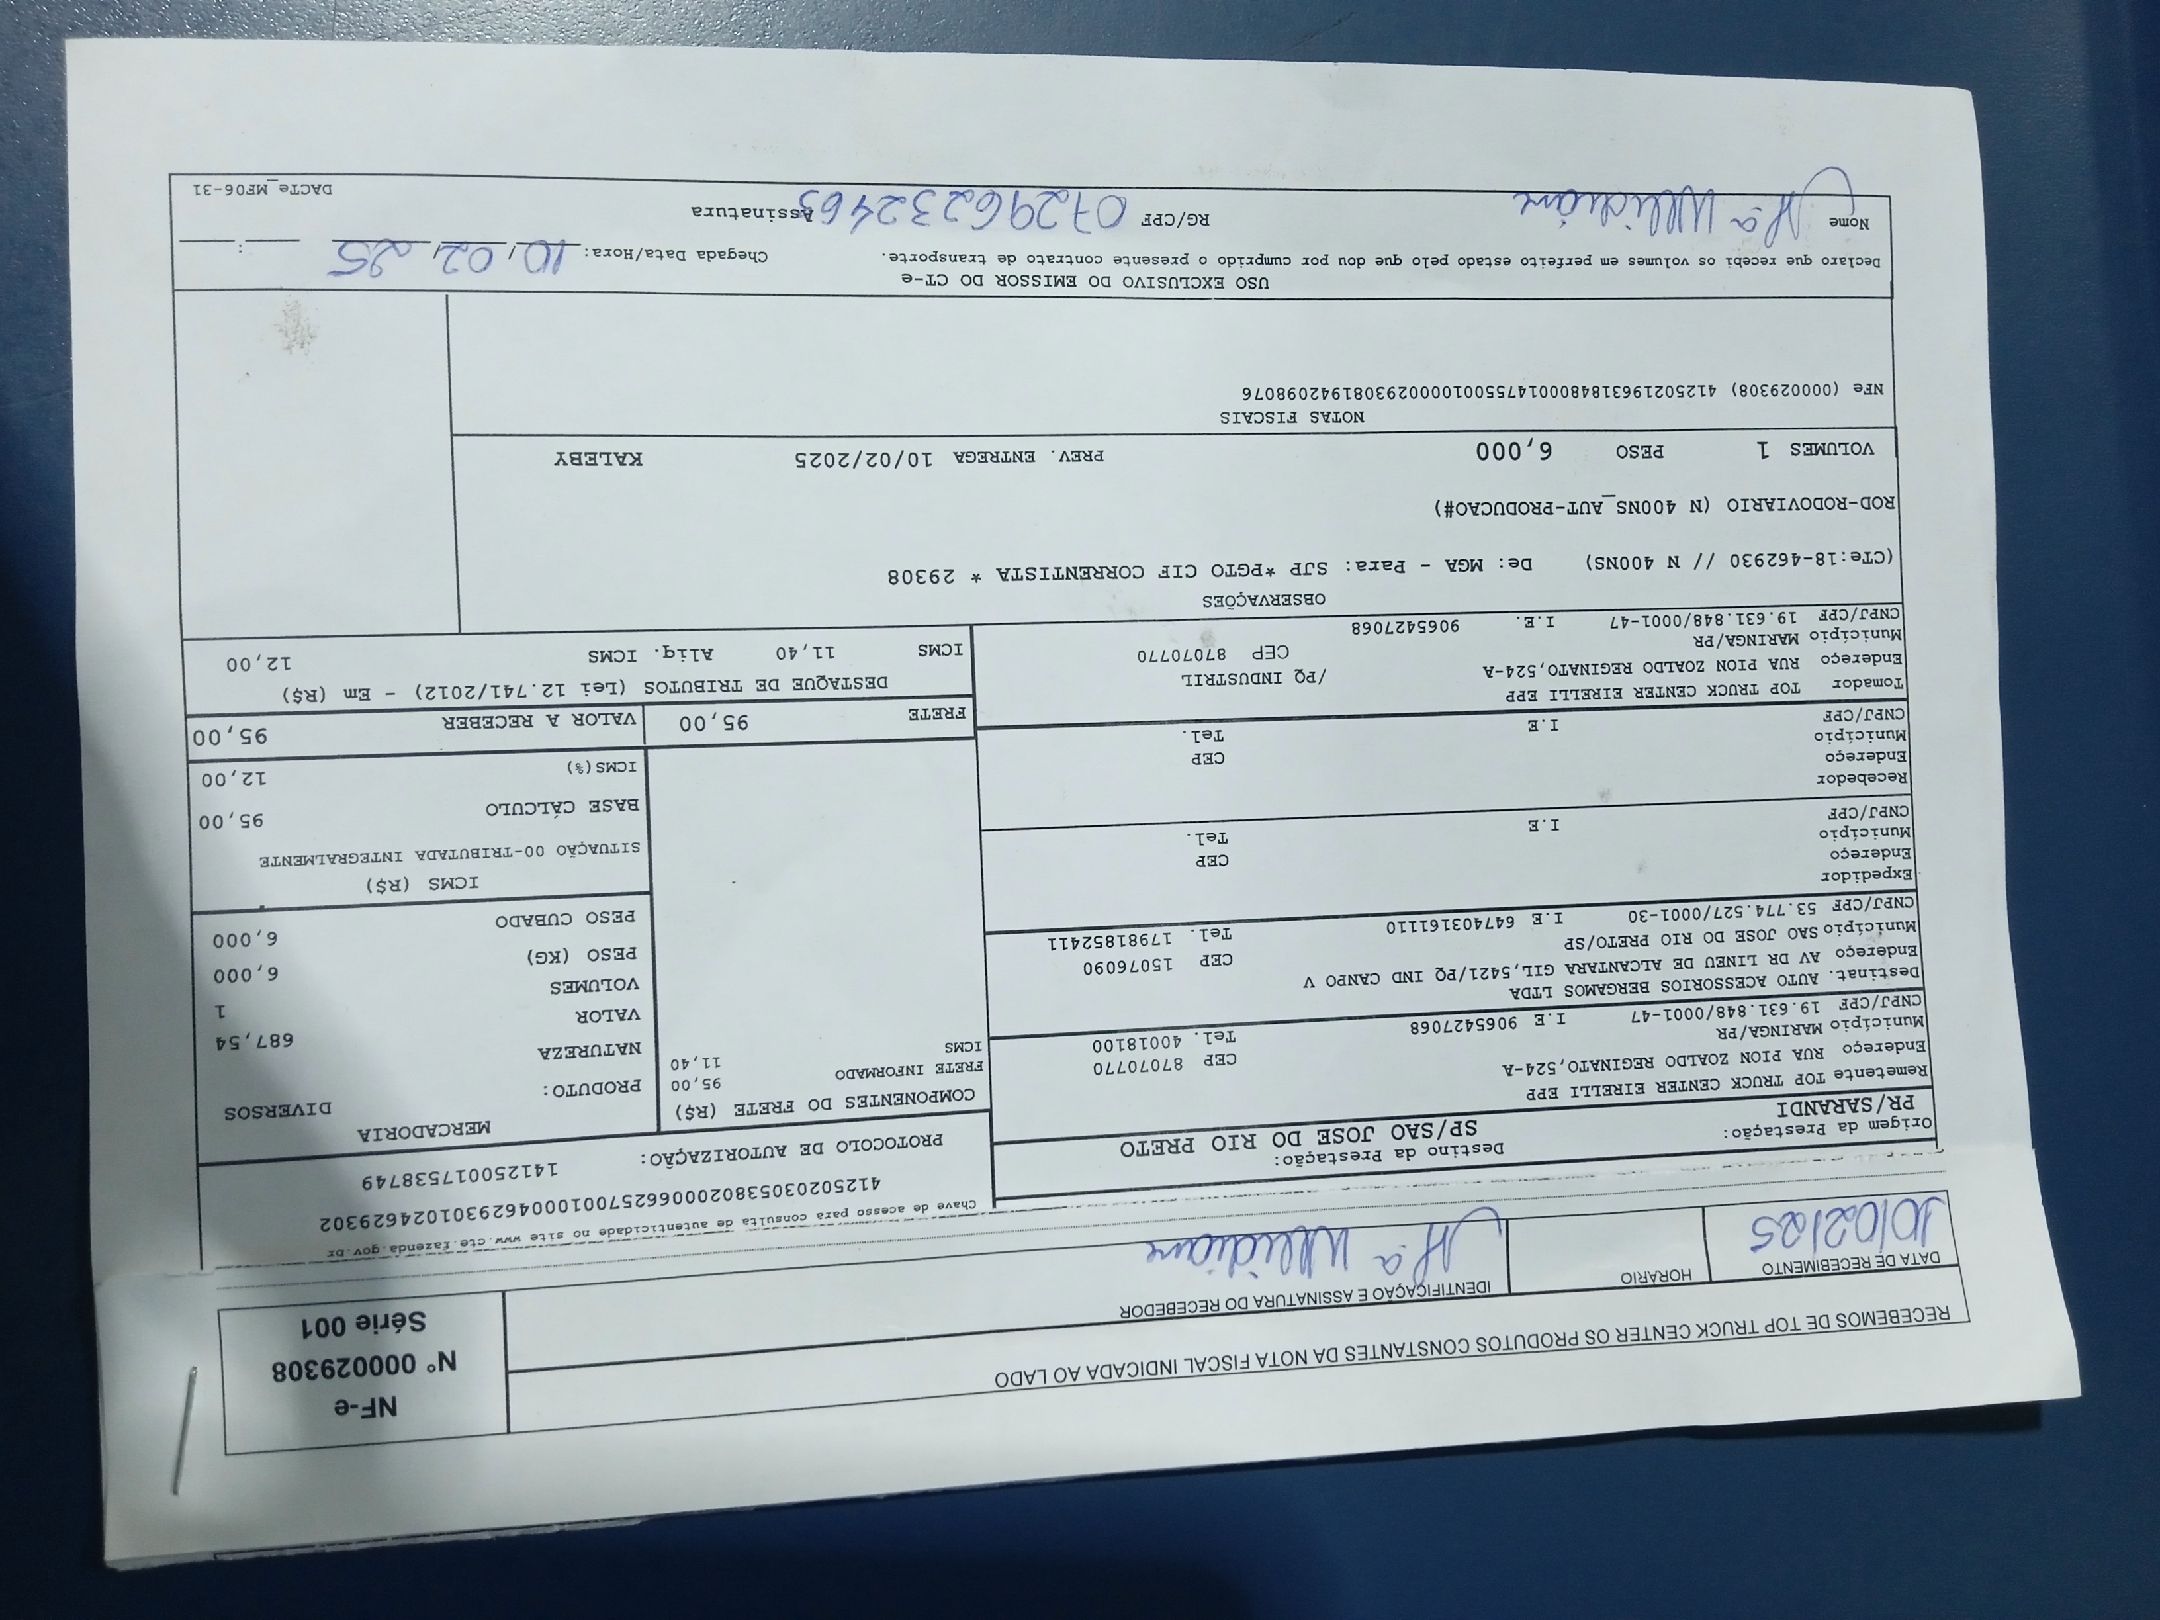 RECEBEMOS DE TOP TRUCK CENTER OS PRODUTOS CONSTANTES DA NOTA FISCAL INDICADA AO LADO
DATA DE RECEBIMENTO
10/02/25
HORARIO
IDENTIFICAÇÃO E ASSINATURA DO RECEBEDOR
NF-e
Nº 000029308
Série 001
Chave de acesso para consulta de autenticidade no site www.cte.fazenda.gov.br
41250203053802000662570010004629301024629302
PROTOCOLO DE AUTORIZAÇÃO: 141250017538749
Origem da Prestação:
PR/SARANDI
Destino da Prestação:
SP/SAO JOSE DO RIO PRETO
Remetente TOP TRUCK CENTER EIRELLI EPP
Endereço RUA PION ZOALDO REGINATO,524-A CEP 87070770
Município MARINGA/PR Tel. 40018100
CNPJ/CPF 19.631.848/0001-47 I.E 9065427068
Destinat. AUTO ACESSORIOS BERGAMOS LTDA
Endereço AV DR LINEU DE ALCANTARA GIL,5421/PQ IND CANPO V
Município SAO JOSE DO RIO PRETO/SP CEP 15076090
CNPJ/CPF 53.774.527/0001-30 I.E 647403161110 Tel. 17981852411
Expedidor
Endereço CEP
Município Tel.
CNPJ/CPF I.E
Recebedor
Endereço CEP
Município Tel.
CNPJ/CPF I.E
Tomador TOP TRUCK CENTER EIRELLI EPP
Endereço RUA PION ZOALDO REGINATO,524-A /PQ INDUSTRIL
Município MARINGA/PR CEP 87070770
CNPJ/CPF 19.631.848/0001-47 I.E. 9065427068
COMPONENTES DO FRETE (R$)
FRETE INFORMADO 95,00
ICMS 11,40
MERCADORIA
PRODUTO: DIVERSOS
NATUREZA
VALOR 687,54
VOLUMES 1
PESO (KG) 6,000
PESO CUBADO 6,000
ICMS (R$)
SITUAÇÃO 00-TRIBUTADA INTEGRALMENTE
BASE CÁLCULO 95,00
ICMS(%) 12,00
FRETE 95,00
VALOR A RECEBER 95,00
DESTAQUE DE TRIBUTOS (Lei 12.741/2012) - Em (R$)
ICMS 11,40 Aliq. ICMS 12,00
OBSERVAÇÕES
(CTe:18-462930 // N 400NS) De: MGA - Para: SJP *PGTO CIF CORRENTISTA * 29308
ROD-RODOVIARIO (N 400NS_AUT-PRODUCAO#)
VOLUMES 1 PESO 6,000 PREV. ENTREGA 10/02/2025 KALEBY
NOTAS FISCAIS
NFe (000029308) 41250219631848000147550010000293081942098076
USO EXCLUSIVO DO EMISSOR DO CT-e
Declaro que recebi os volumes em perfeito estado pelo que dou por cumprido o presente contrato de transporte.
Chegada Data/Hora: 10/02/25 __:__
Nome
RG/CPF 07296232463
Assinatura
DACTe_MF06-31